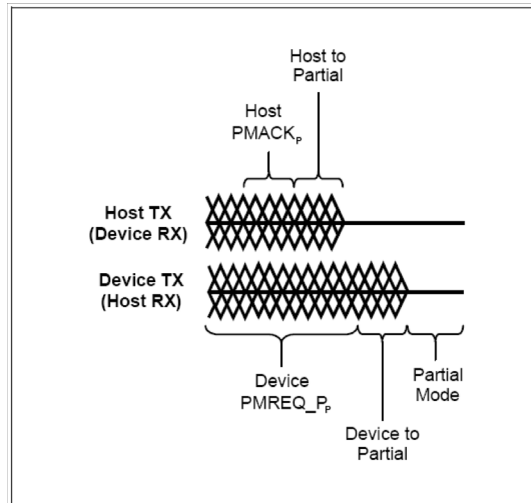 Host to
Partial
Host
PMACKP
Host TX
(Device RX)
Device TX
(Host RX)
Device
PMREQ_PP
Partial
Mode
Device to
Partial